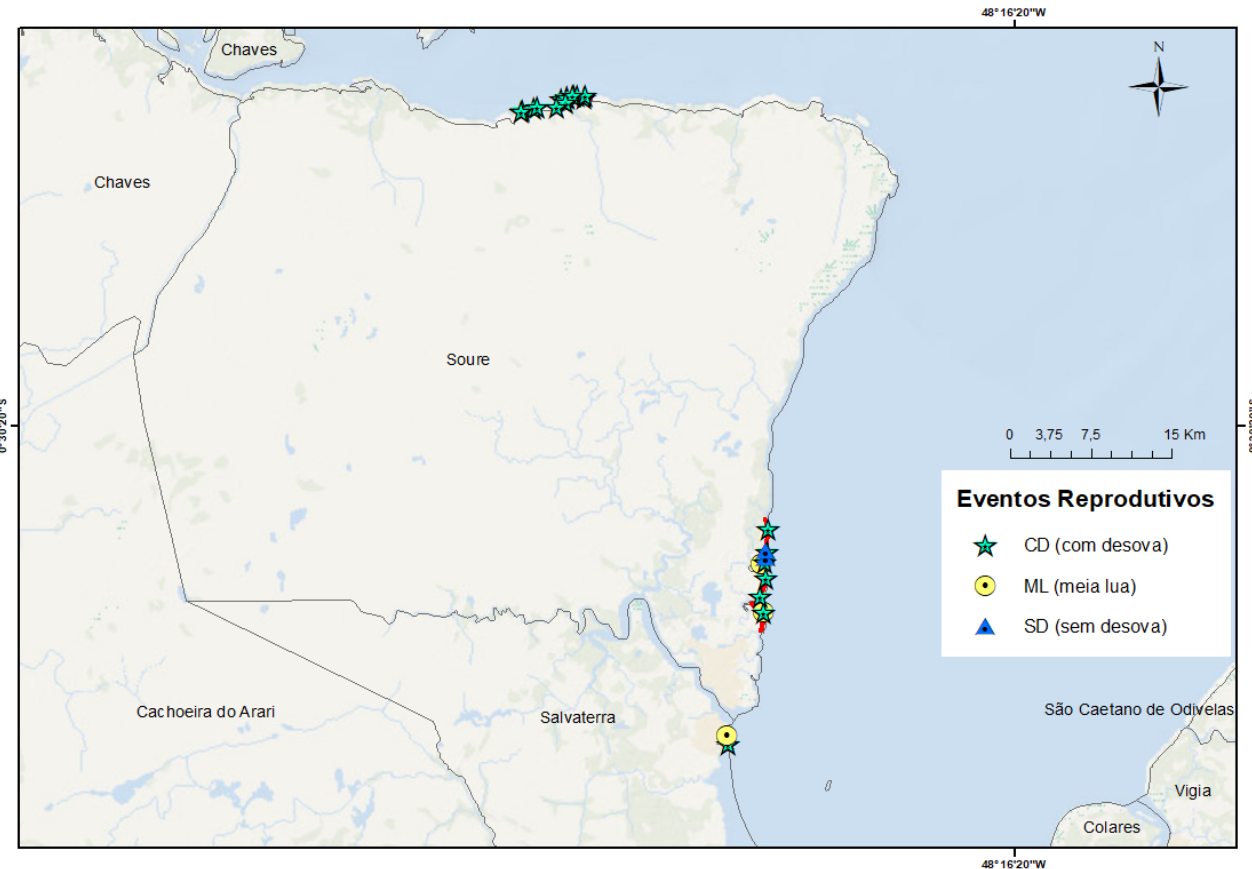 48°16'20"W
Chaves
N
Chaves
Soure
0°30'20"S
0 3,75 7,5 15 Km
Eventos Reprodutivos
CD (com desova)
ML (meia lua)
SD (sem desova)
Cachoeira do Arari
Salvaterra
São Caetano de Odivelas
Vigia
Colares
48°16'20"W